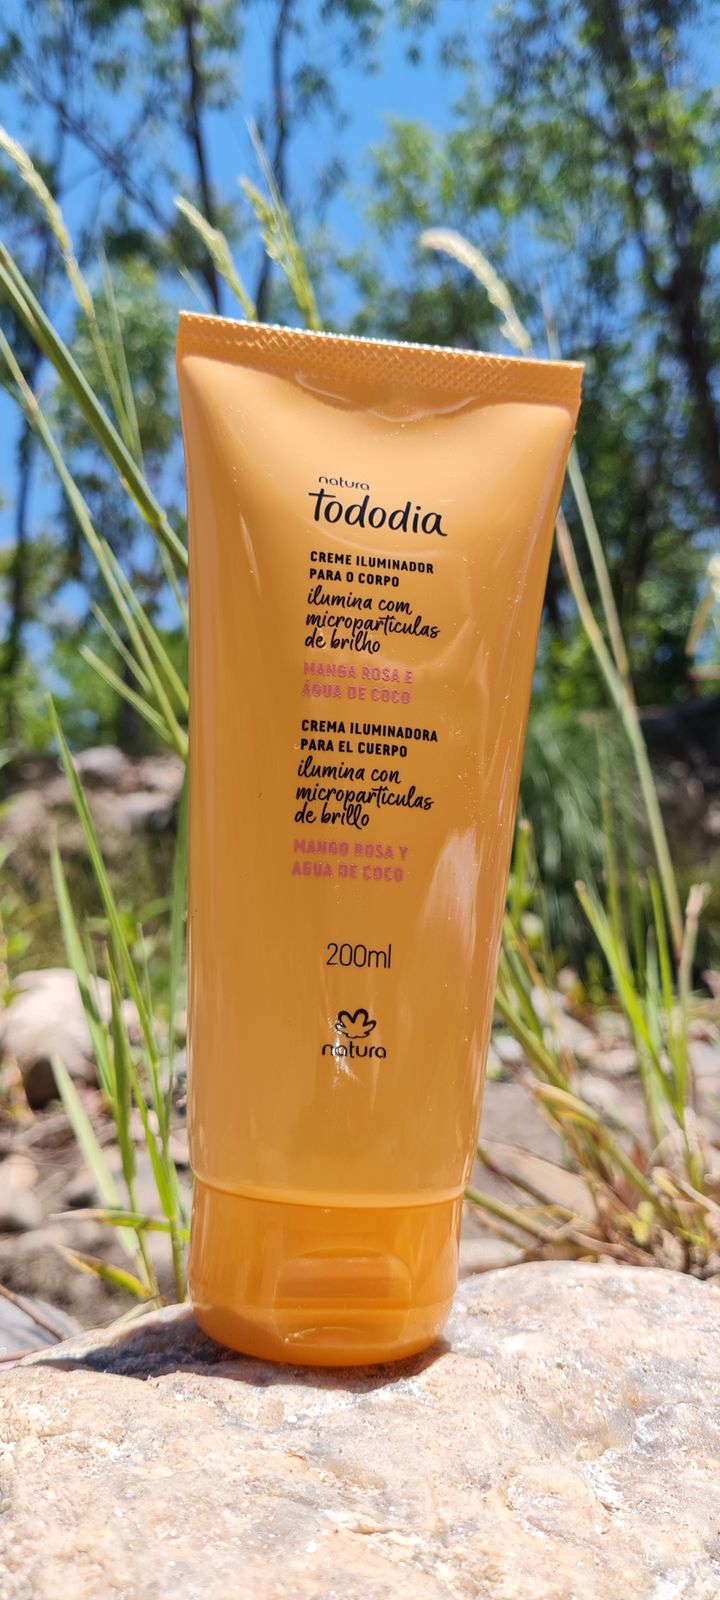 natura
Tododia
CREME ILUMINADOR
PARA O CORPO
ilumina com
micropartículas
de brilho
MANGA ROSA E
ÁGUA DE COCO
CREMA ILUMINADORA
PARA EL CUERPO
ilumina con
micropartículas
de brillo
MANGO ROSA Y
AGUA DE COCO
200ml
natura